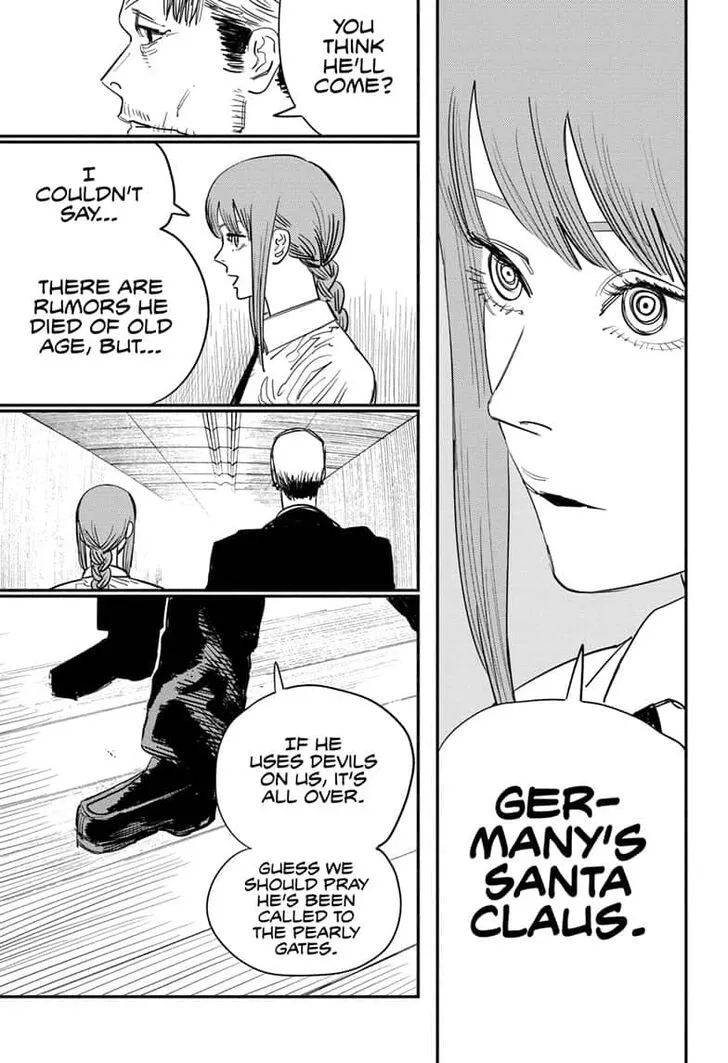 GER-
MANY'S
SANTA
CLAUS.
YOU
THINK
HE'LL
COME?
I
COULDN'T
SAY...
THERE ARE
RUMORS HE
DIED OF OLD
AGE, BUT...
IF HE
USES DEVILS
ON US, IT'S
ALL OVER.
GUESS WE
SHOULD PRAY
HE'S BEEN
CALLED TO
THE PEARLY
GATES.